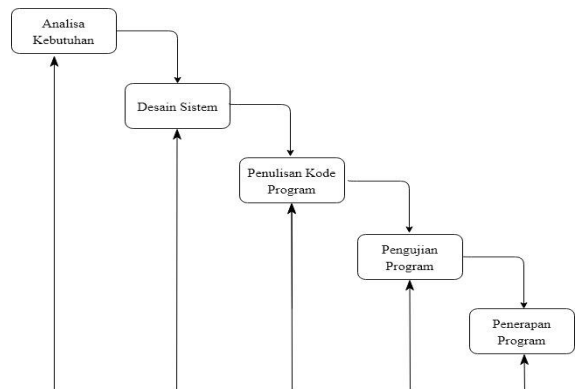 Analisa
Kebutuhan
Desain Sistem
Penulisan Kode
Program
Pengujian
Program
Penerapan
Program